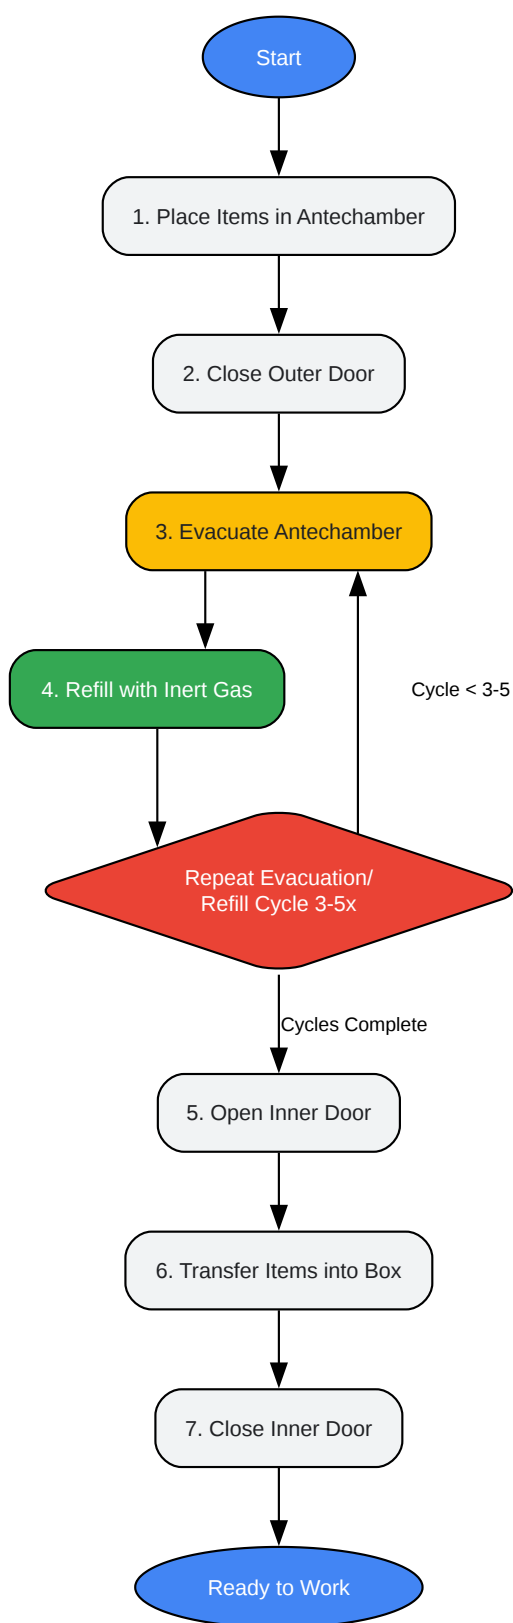 Start
1. Place Items in Antechamber
2. Close Outer Door
3. Evacuate Antechamber
4. Refill with Inert Gas
Cycle < 3-5
Repeat Evacuation/
Refill Cycle 3-5x
Cycles Complete
5. Open Inner Door
6. Transfer Items into Box
7. Close Inner Door
Ready to Work